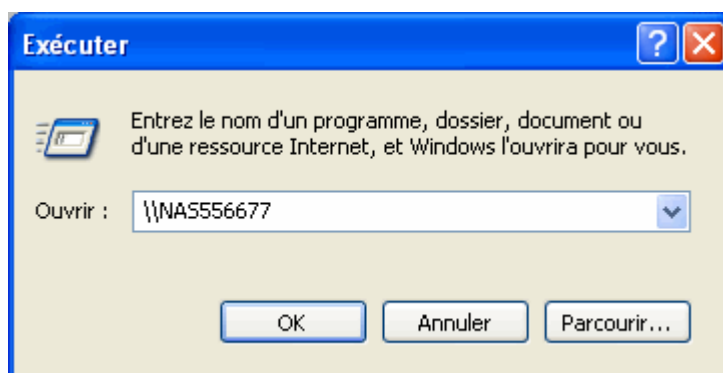 Exécuter
Entrez le nom d'un programme, dossier, document ou
d'une ressource Internet, et Windows l'ouvrira pour vous.
Ouvrir : \\NAS556677
OK Annuler Parcourir...